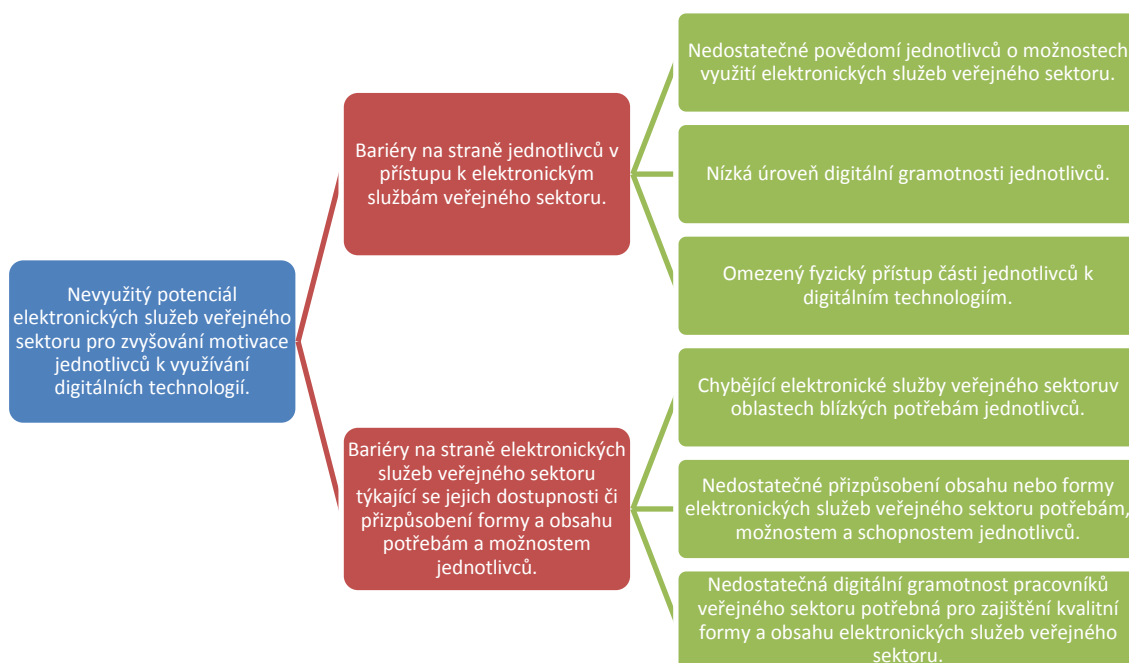 Nevyužitý potenciál
elektronických služeb veřejného
sektoru pro zvyšování motivace
jednotlivců k využívání
digitálních technologií.
Bariéry na straně jednotlivců v
přístupu k elektronickým
službám veřejného sektoru.
Nedostatečné povědomí jednotlivců o možnostech
využití elektronických služeb veřejného sektoru.
Nízká úroveň digitální gramotnosti jednotlivců.
Omezený fyzický přístup části jednotlivců k
digitálním technologiím.
Bariéry na straně elektronických
služeb veřejného sektoru
týkající se jejich dostupnosti či
přizpůsobení formy a obsahu
potřebám a možnostem
jednotlivců.
Chybějící elektronické služby veřejného sektoruv
oblastech blízkých potřebám jednotlivců.
Nedostatečné přizpůsobení obsahu nebo formy
elektronických služeb veřejného sektoru potřebám,
možnostem a schopnostem jednotlivců.
Nedostatečná digitální gramotnost pracovníků
veřejného sektoru potřebná pro zajištění kvalitní
formy a obsahu elektronických služeb veřejného
sektoru.